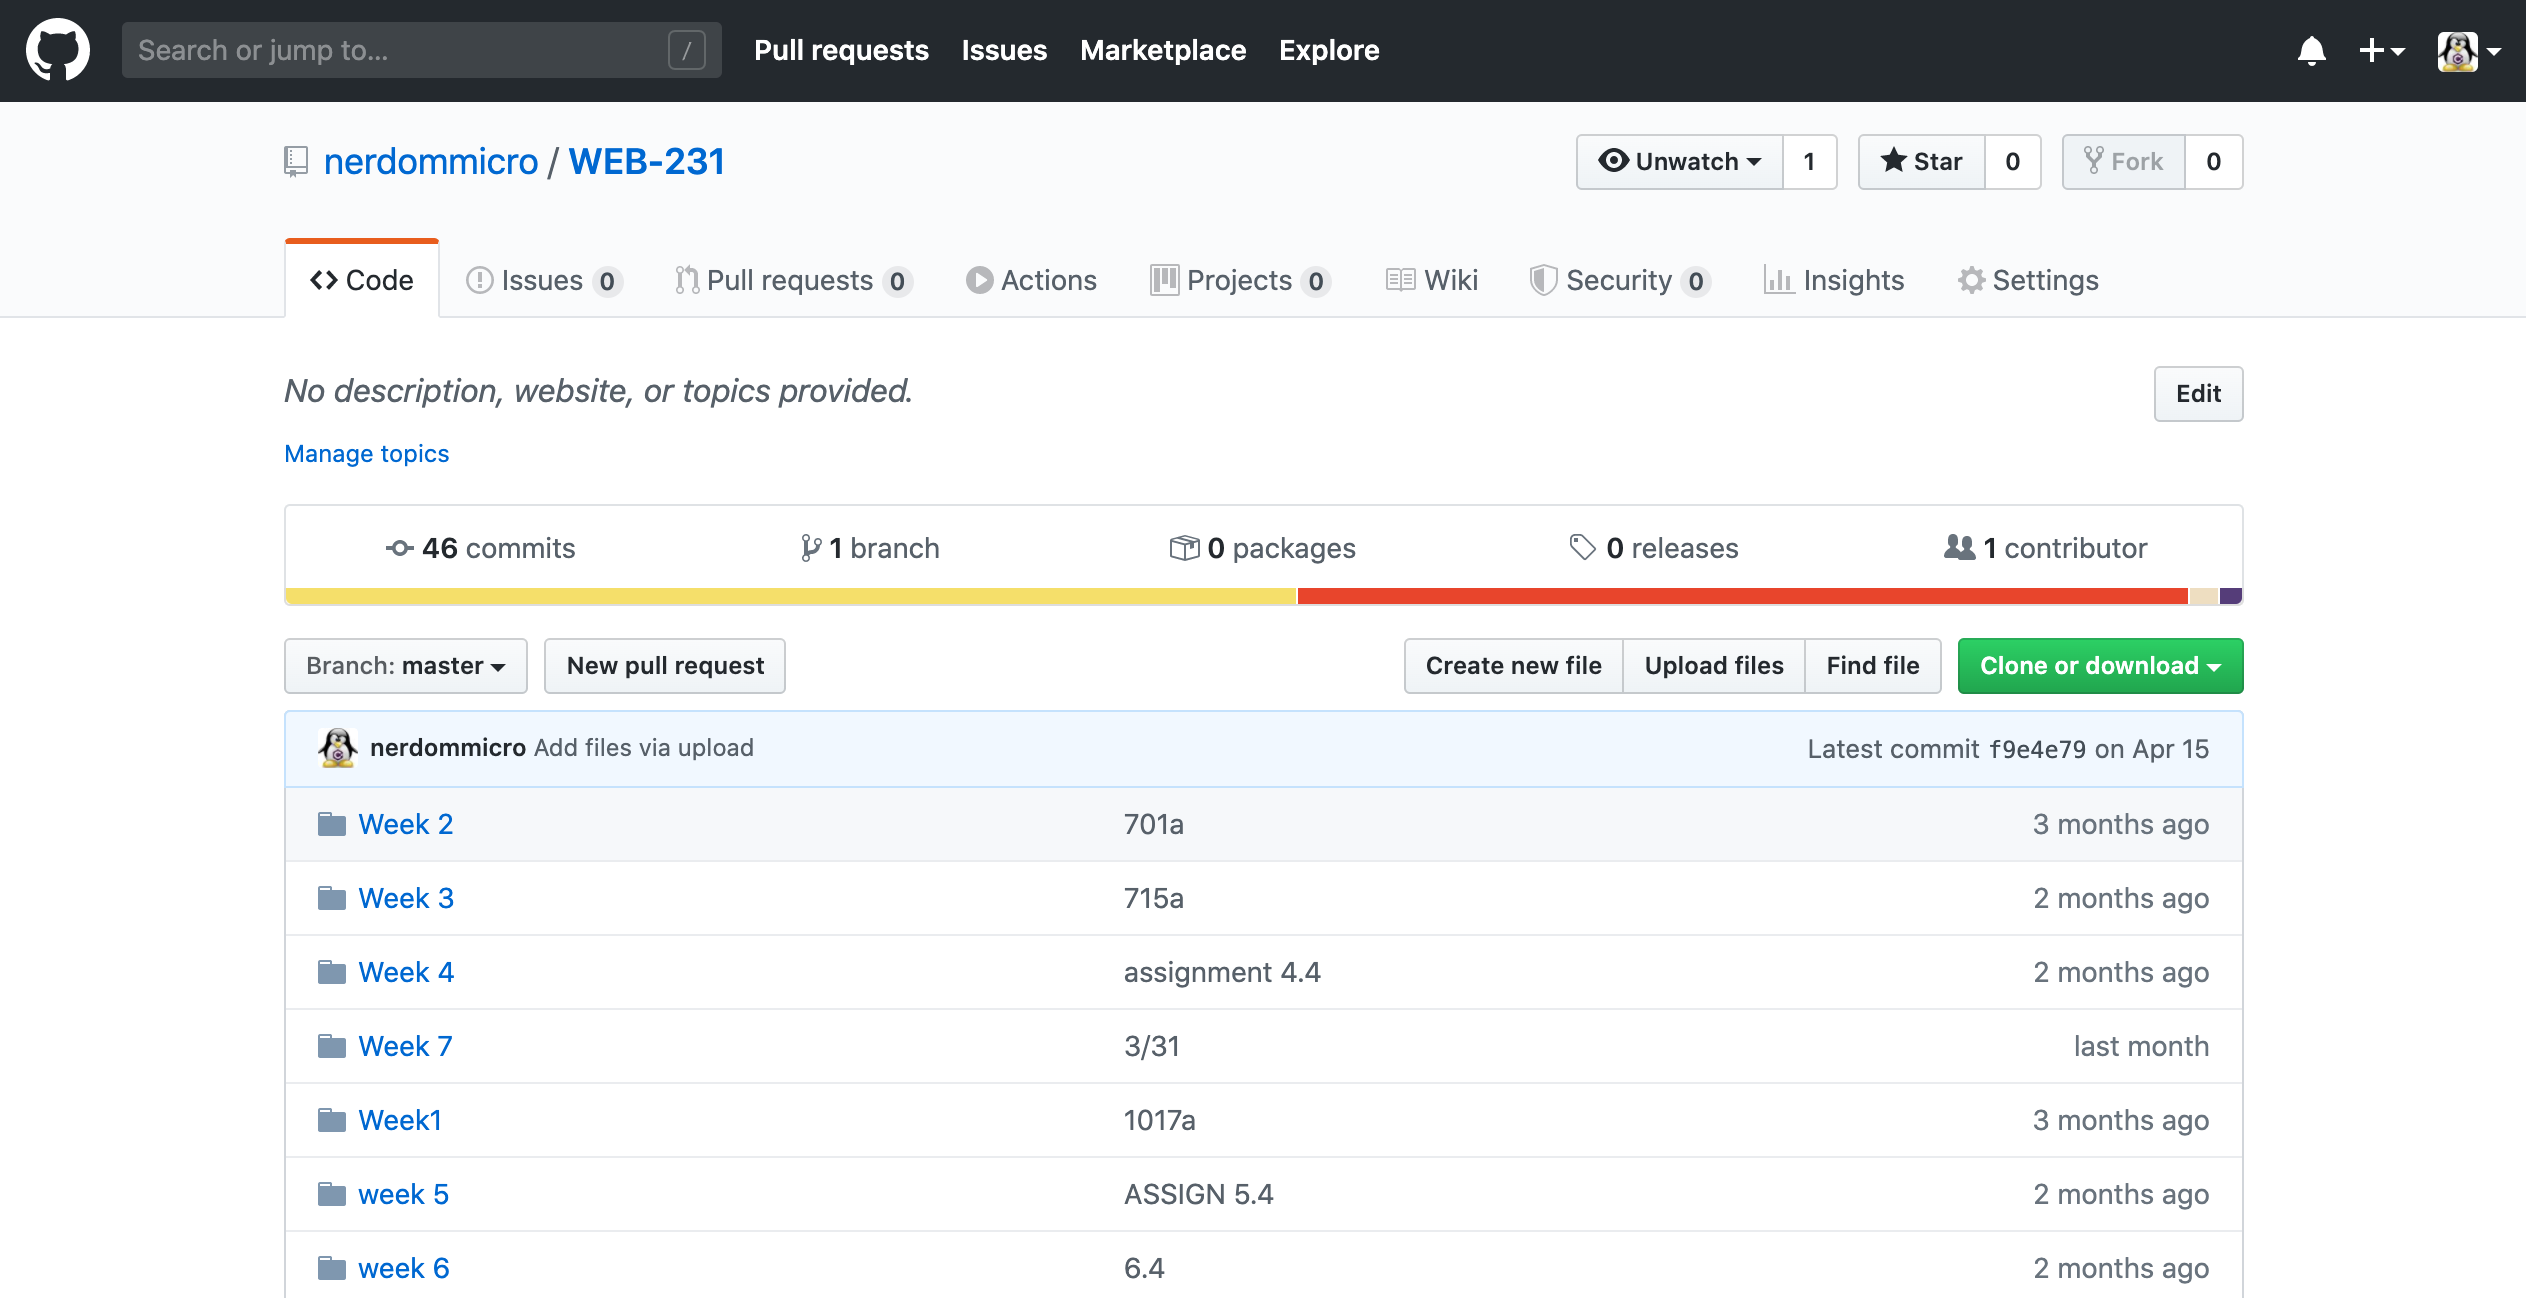 Search or jump to... / Pull requests Issues Marketplace Explore
nerdommicro / WEB-231 Unwatch 1 Star 0 Fork 0
Code Issues 0 Pull requests 0 Actions Projects 0 Wiki Security 0 Insights Settings
No description, website, or topics provided. Edit
Manage topics
46 commits 1 branch 0 packages 0 releases 1 contributor
Branch: master New pull request Create new file Upload files Find file Clone or download
nerdommicro Add files via upload Latest commit f9e4e79 on Apr 15
Week 2 701a 3 months ago
Week 3 715a 2 months ago
Week 4 assignment 4.4 2 months ago
Week 7 3/31 last month
Week1 1017a 3 months ago
week 5 ASSIGN 5.4 2 months ago
week 6 6.4 2 months ago